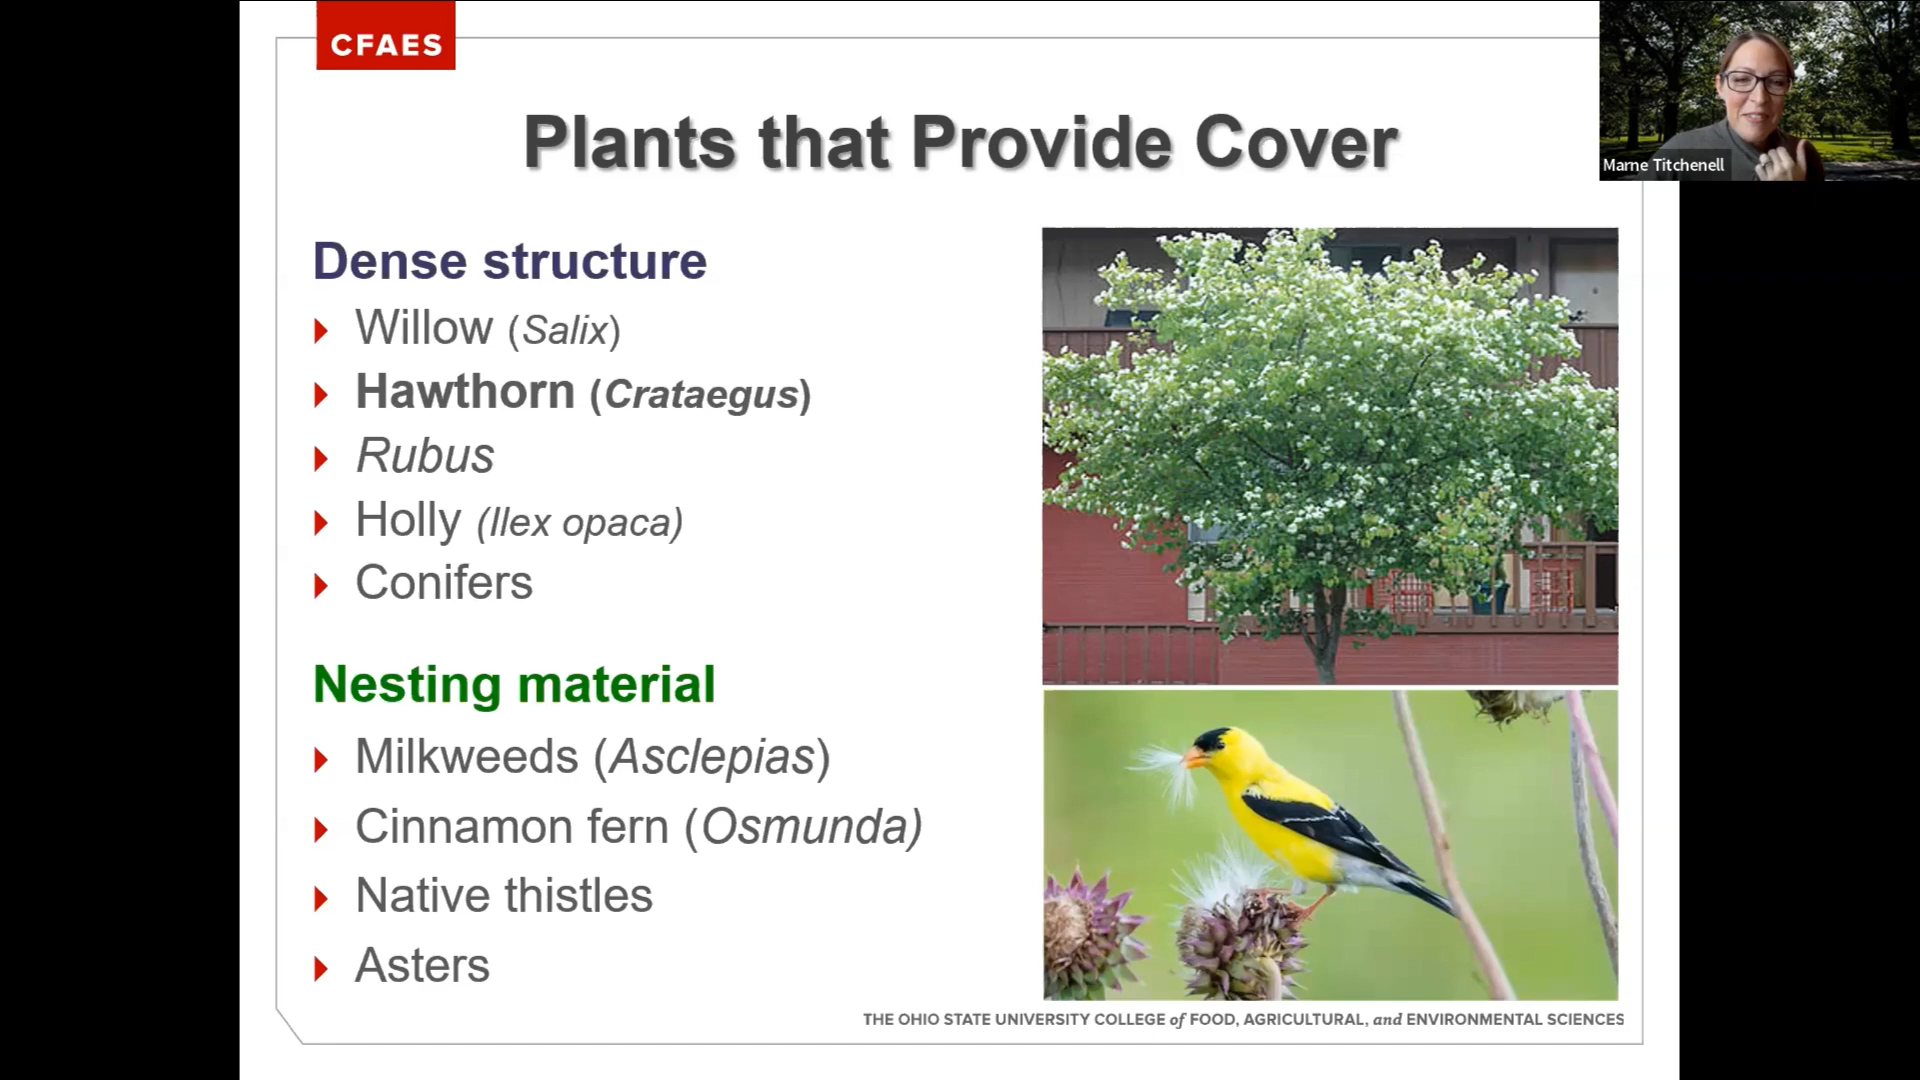 CFAES
Plants that Provide Cover
Marne Titchenell
Dense structure
Willow (Salix)
Hawthorn (Crataegus)
Rubus
Holly (Ilex opaca)
Conifers
Nesting material
Milkweeds (Asclepias)
Cinnamon fern (Osmunda)
Native thistles
Asters
THE OHIO STATE UNIVERSITY COLLEGE of FOOD, AGRICULTURAL, and ENVIRONMENTAL SCIENCES